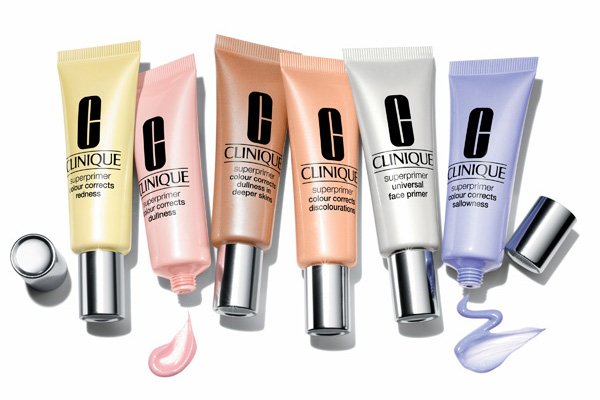 C
CLINIQUE
superprimer
colour corrects
redness
C
CLINIQUE
superprimer
colour corrects
dullness
C
CLINIQUE
superprimer
colour corrects
dullness in
deeper skins
C
CLINIQUE
superprimer
colour corrects
discolourations
C
CLINIQUE
superprimer
universal
face primer
C
CLINIQUE
superprimer
colour corrects
sallowness